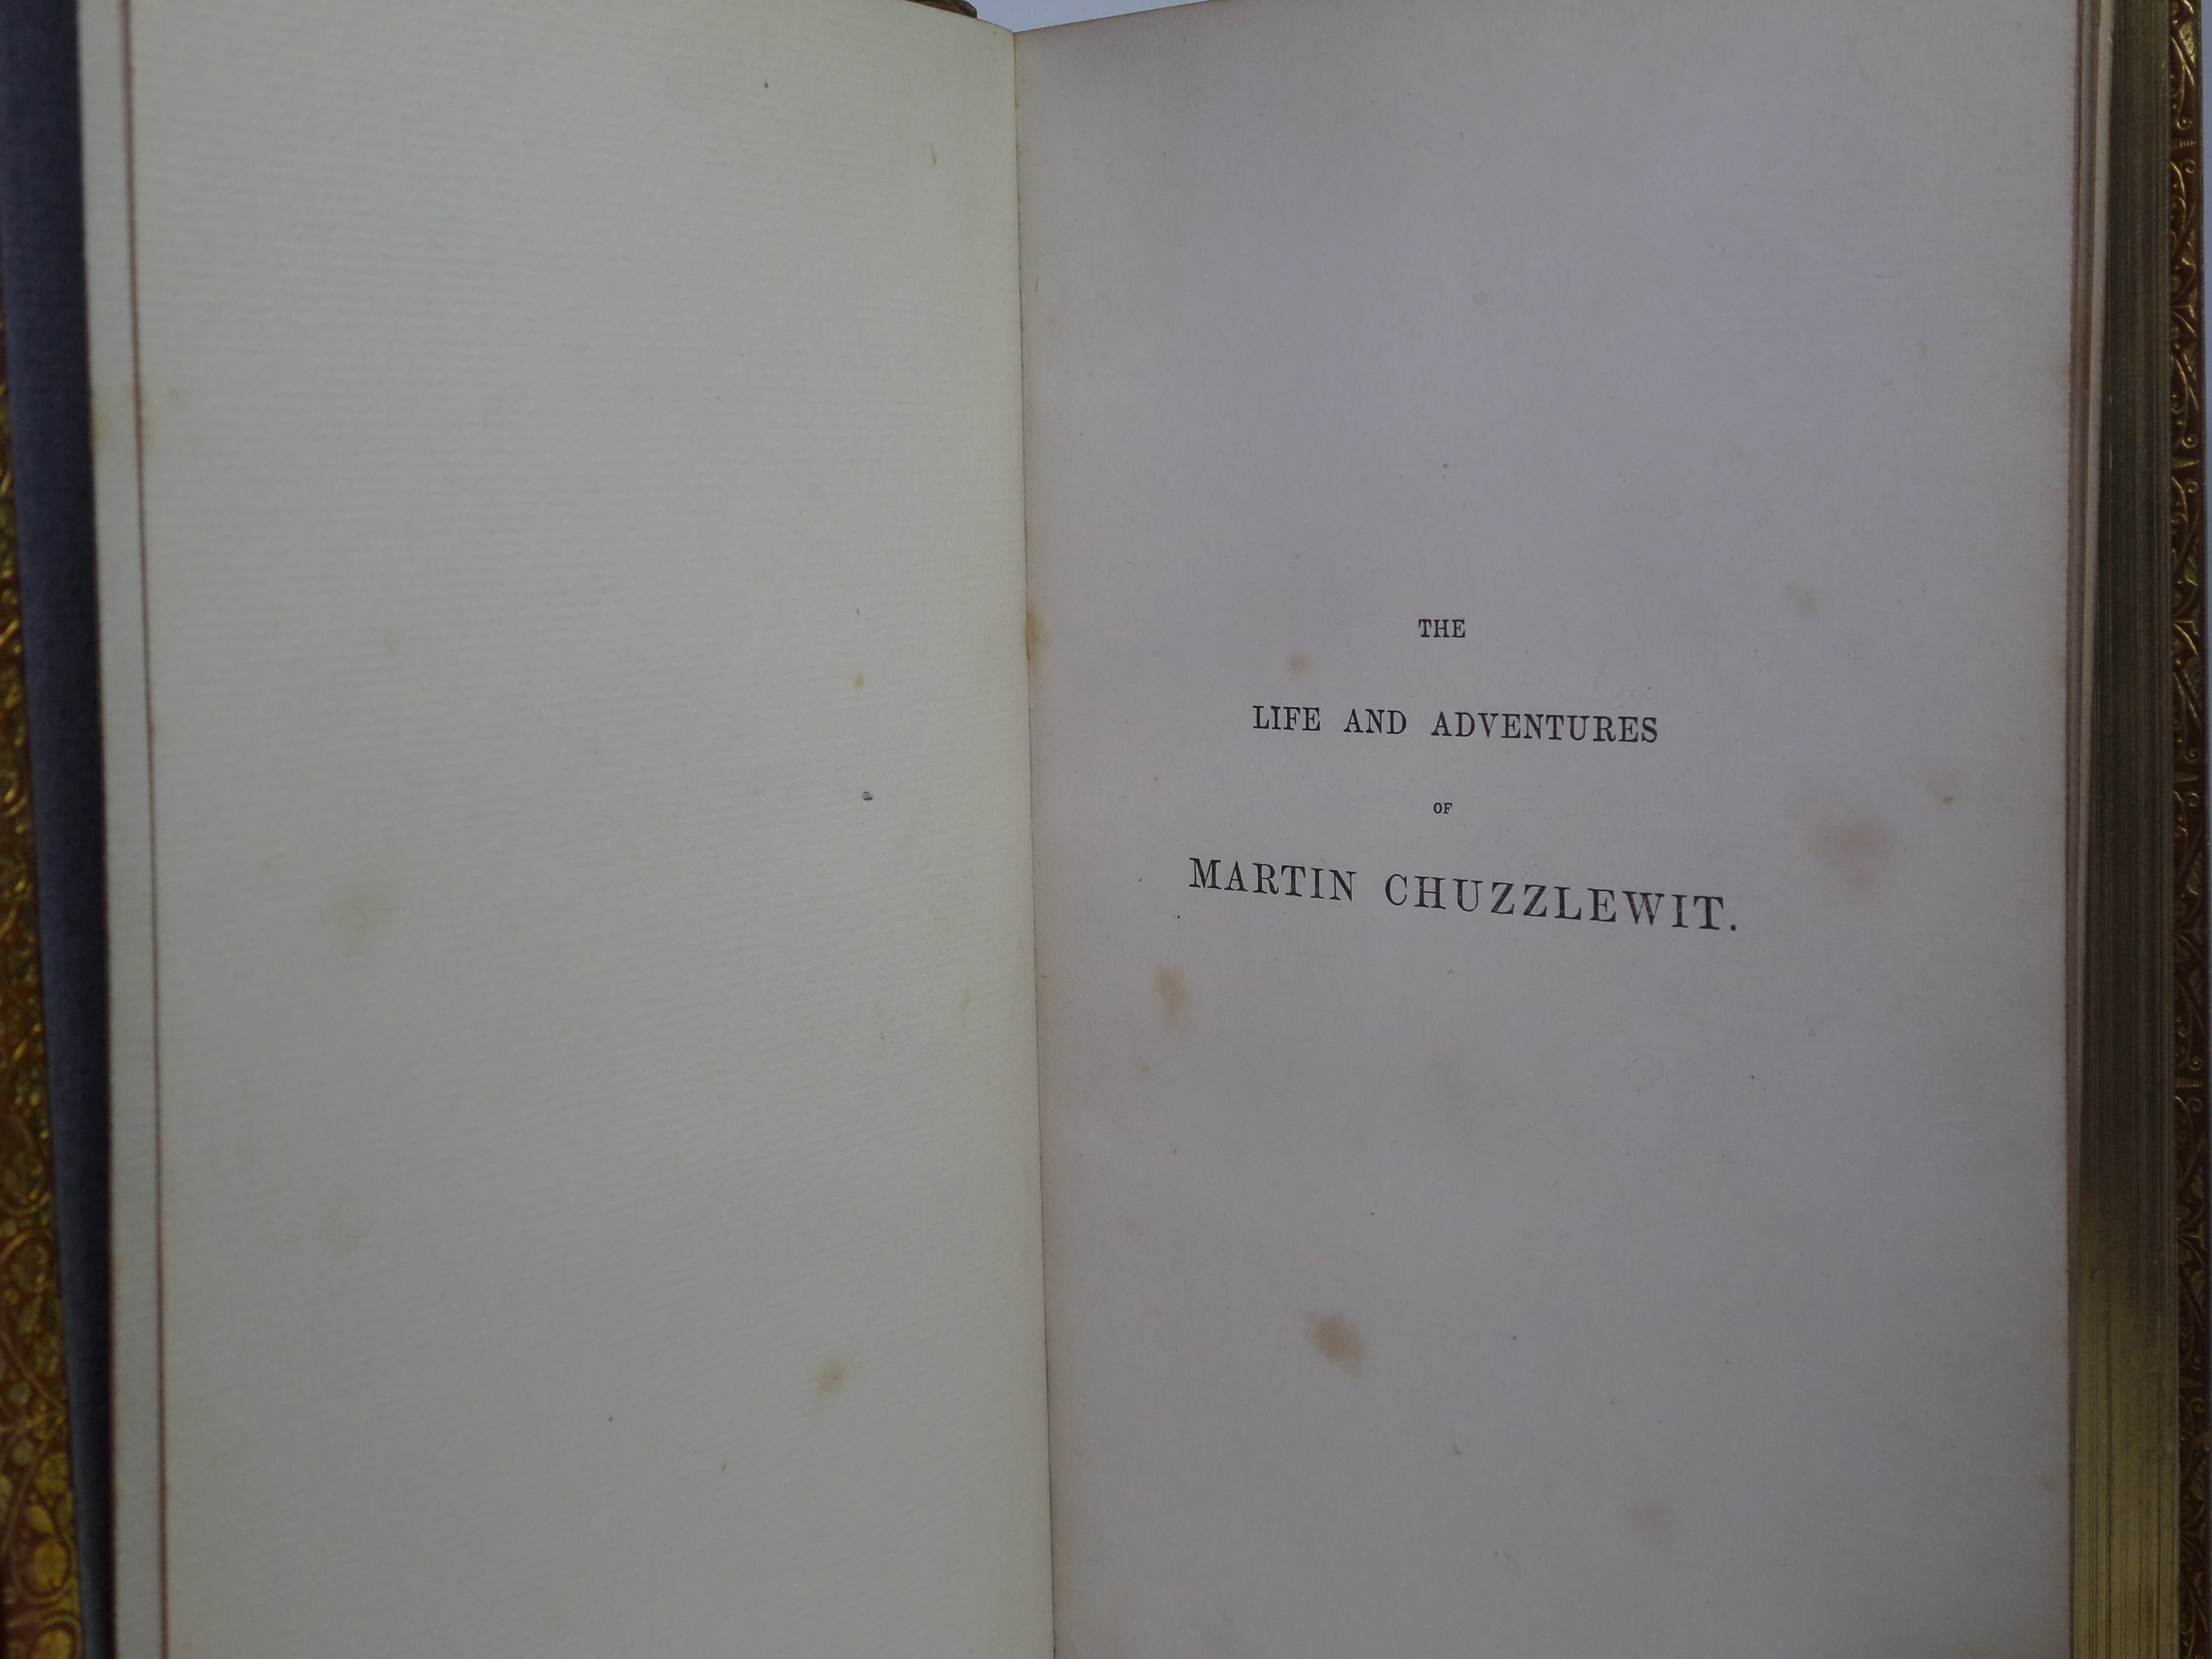 THE
LIFE AND ADVENTURES
OF
MARTIN CHUZZLEWIT.